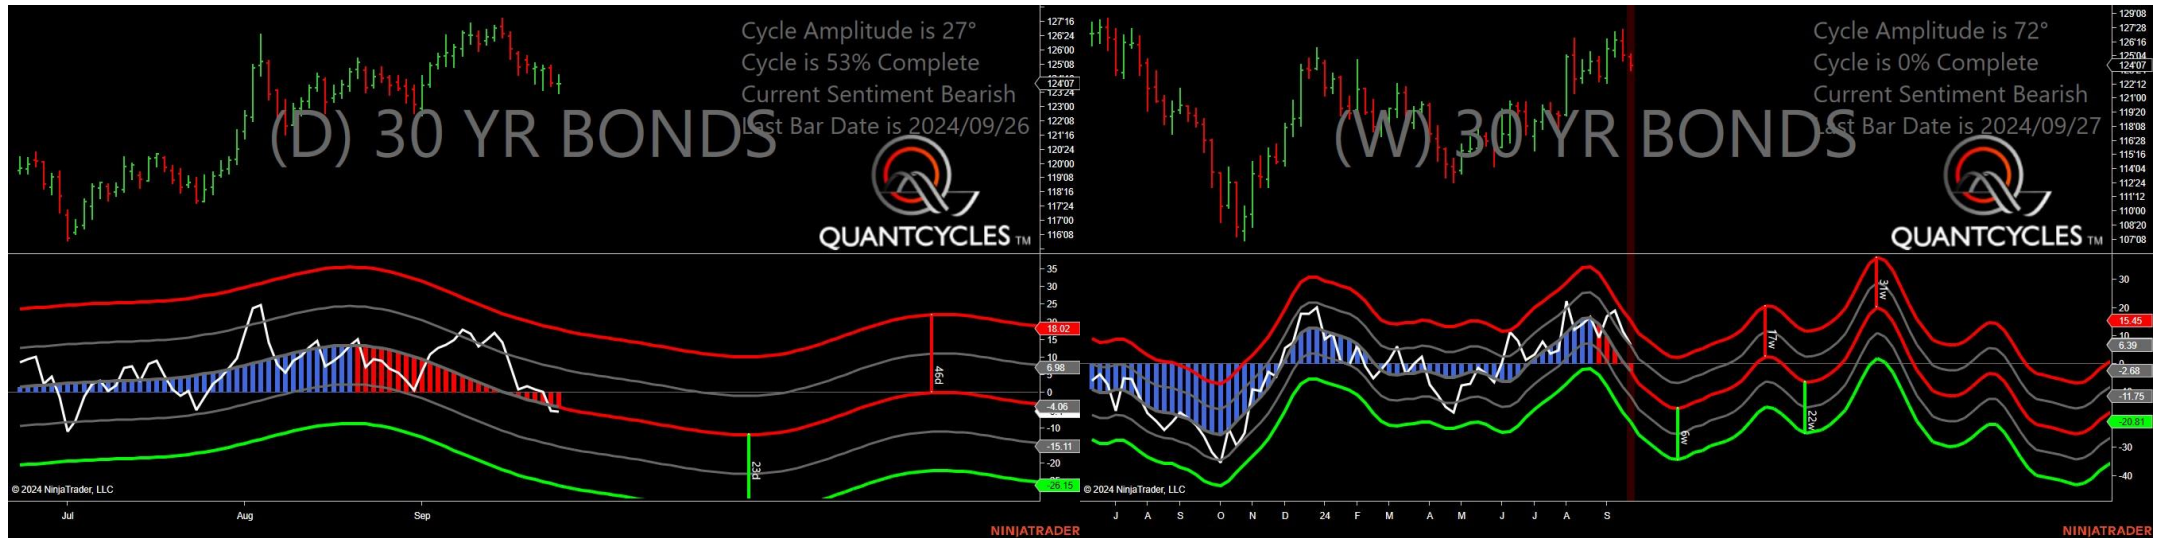 Cycle Amplitude is 27°
Cycle is 53% Complete
Current Sentiment Bearish
Last Bar Date is 2024/09/26
(D) 30 YR BONDS
QUANTCYCLES TM
127'16
126'24
126'00
125'08
124'07
123'24
123'00
122'08
121'16
120'24
120'00
119'08
118'16
117'24
117'00
116'08
35
30
25
20
18.02
15
10
6.98
5
0
-4.06
-10
-15.11
-20
-26.15
46d
23d
© 2024 NinjaTrader, LLC
Jul Aug Sep
NINJATRADER
Cycle Amplitude is 72°
Cycle is 0% Complete
Current Sentiment Bearish
Last Bar Date is 2024/09/27
(W) 30 YR BONDS
QUANTCYCLES TM
129'08
127'28
126'16
125'04
124'07
122'12
121'00
119'20
118'08
116'28
115'16
114'04
112'24
111'12
110'00
108'20
107'08
30
20
15.45
10
6.39
0
-2.68
-11.75
-20.81
-30
-40
31w
17w
22w
6w
© 2024 NinjaTrader, LLC
J A S O N D 24 F M A M J J A S
NINJATRADER